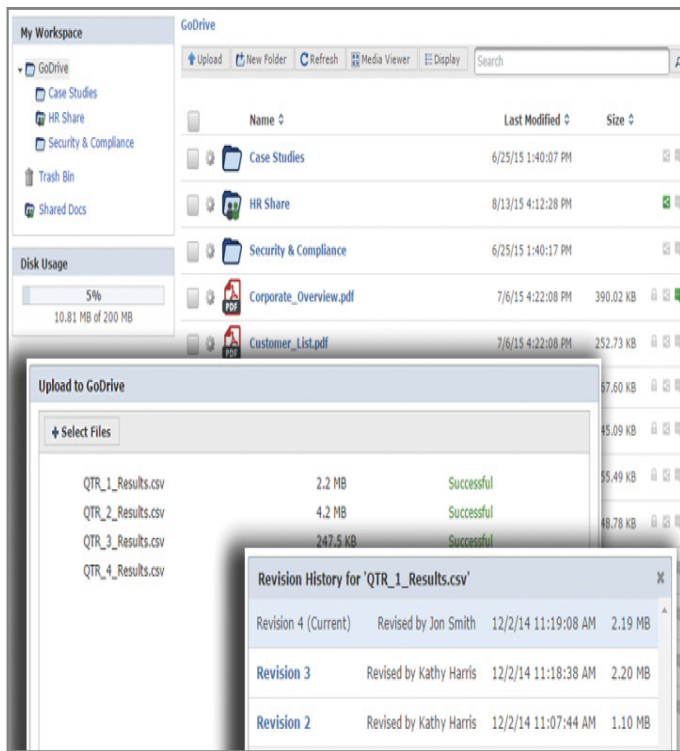 My Workspace
GoDrive
Case Studies
HR Share
Security & Compliance
Trash Bin
Shared Docs
Disk Usage
5%
10.81 MB of 200 MB
GoDrive
Upload New Folder Refresh Media Viewer Display Search
Name Last Modified Size
Case Studies 6/25/15 1:40:07 PM
HR Share 8/13/15 4:12:28 PM
Security & Compliance 6/25/15 1:40:17 PM
PDF Corporate_Overview.pdf 7/6/15 4:22:08 PM 390.02 KB
PDF Customer_List.pdf 7/6/15 4:22:08 PM 252.73 KB
57.60 KB
45.09 KB
55.49 KB
48.78 KB
Upload to GoDrive
Select Files
QTR_1_Results.csv 2.2 MB Successful
QTR_2_Results.csv 4.2 MB Successful
QTR_3_Results.csv 247.5 KB Successful
QTR_4_Results.csv
Revision History for 'QTR_1_Results.csv'
Revision 4 (Current) Revised by Jon Smith 12/2/14 11:19:08 AM 2.19 MB
Revision 3 Revised by Kathy Harris 12/2/14 11:18:38 AM 2.20 MB
Revision 2 Revised by Kathy Harris 12/2/14 11:07:44 AM 1.10 MB